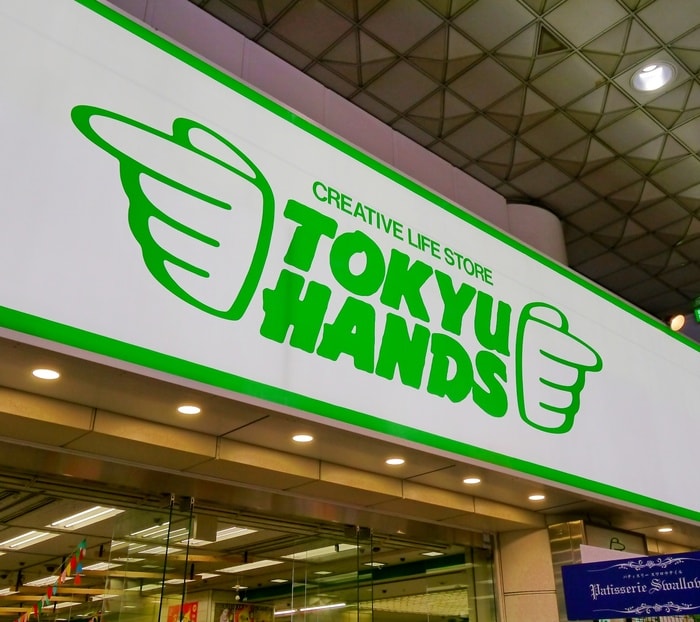 CREATIVE LIFE STORE
TOKYU
HANDS
Patisserie Swallow